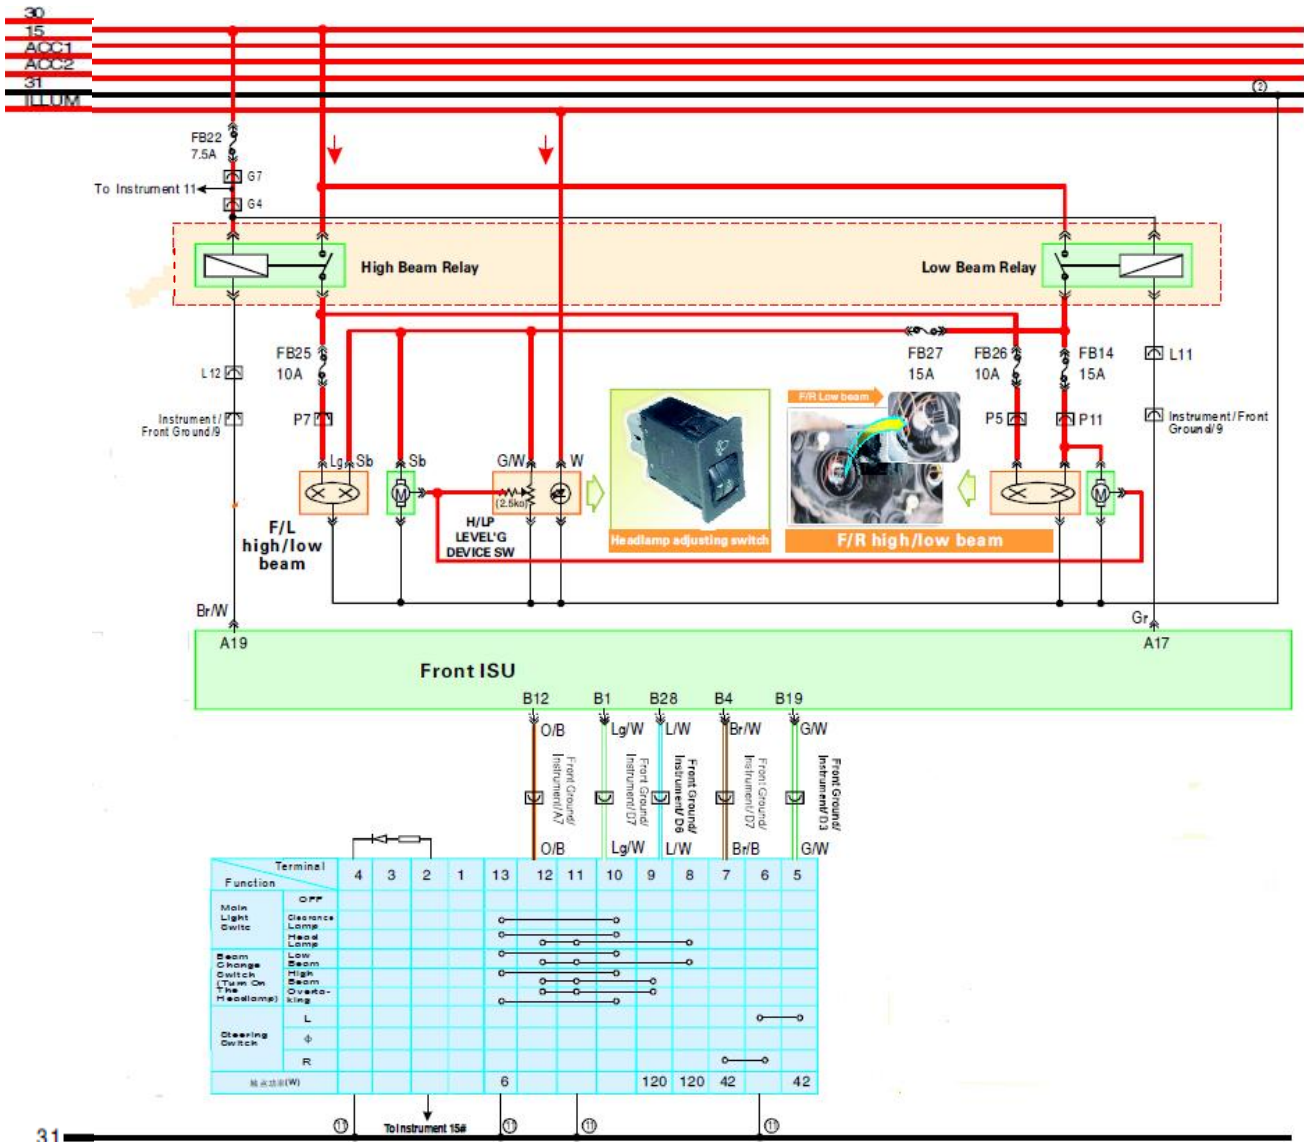 30
15
ACC1
ACC2
31
ILLUM
2
FB22
7.5A
G7
To Instrument 11
G4
High Beam Relay
Low Beam Relay
FB25
10A
FB27
15A
FB26
10A
FB14
15A
L12
L11
Instrument/
Front Ground/9
P7
F/R Low beam
P5
P11
Instrument/Front
Ground/9
Lg
Sb
Sb
G/W
W
M
(2.5kΩ)
M
F/L
high/low
beam
H/LP
LEVEL'G
DEVICE SW
Headlamp adjusting switch
F/R high/low beam
Br/W
Gr
A19
A17
Front ISU
B12
B1
B28
B4
B19
O/B
Lg/W
L/W
Br/W
G/W
Front Ground/
Instrument/A7
Front Ground/
Instrument/D7
Front Ground/
Instrument/D6
Front Ground/
Instrument/D7
Front Ground/
Instrument/D3
O/B
Lg/W
L/W
Br/B
G/W
Terminal
Function
4 3 2 1 13 12 11 10 9 8 7 6 5
Main
Light
Switc
OFF
Clearance
Lamp
Head
Lamp
Beam
Change
Switch
(Turn On
The
Headlamp)
Low
Beam
High
Beam
Overta-
king
Steering
Switch
L
Φ
R
(W) 6 120 120 42 42
11
To Instrument 15#
11
11
11
31